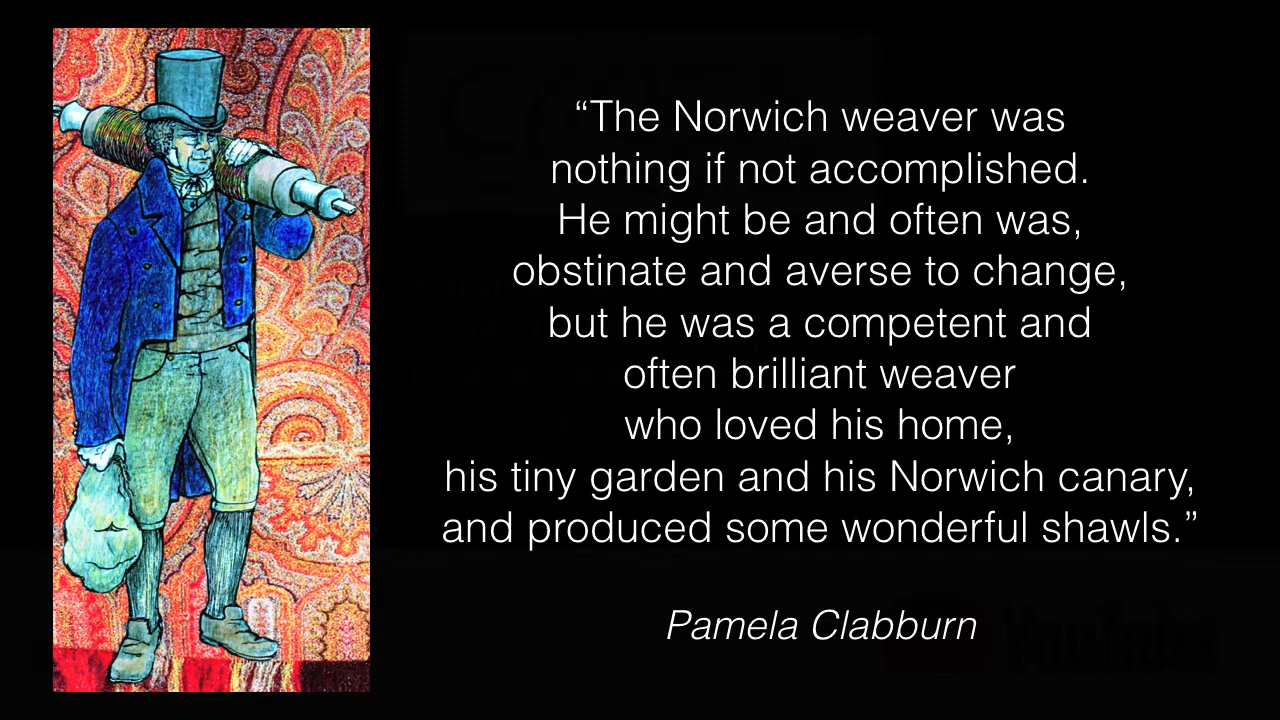 “The Norwich weaver was
nothing if not accomplished.
He might be and often was,
obstinate and averse to change,
but he was a competent and
often brilliant weaver
who loved his home,
his tiny garden and his Norwich canary,
and produced some wonderful shawls.”
Pamela Clabburn
YouTube